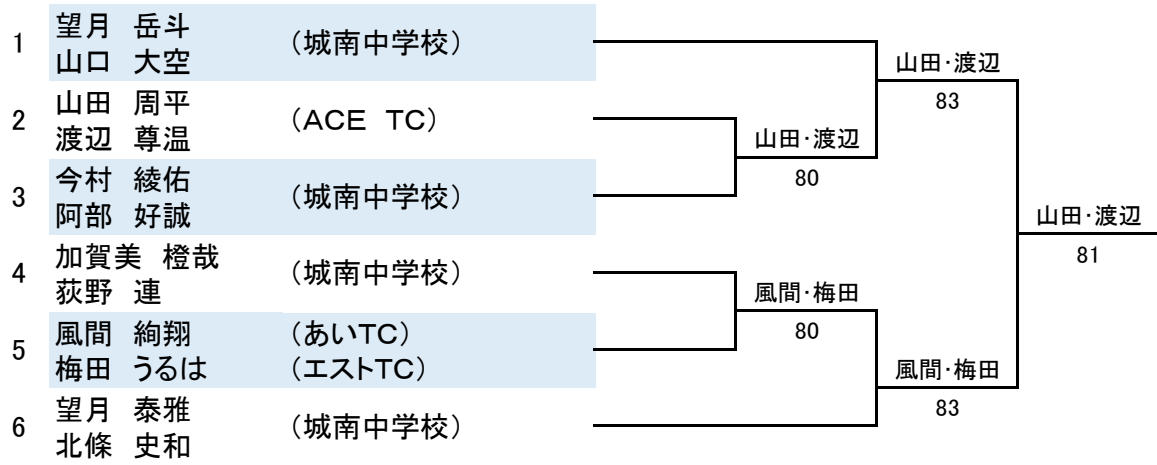 1 望月 岳斗 (城南中学校)
山口 大空
山田・渡辺
83
2 山田 周平 (ACE TC)
渡辺 尊温
山田・渡辺
80
3 今村 綾佑 (城南中学校)
阿部 好誠
山田・渡辺
81
4 加賀美 橙哉 (城南中学校)
荻野 連
風間・梅田
80
5 風間 絢翔 (あいTC)
梅田 うるは (エストTC)
風間・梅田
83
6 望月 泰雅 (城南中学校)
北條 史和